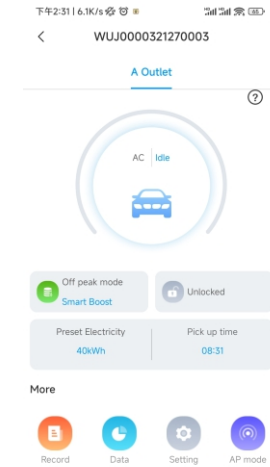 下午2:31 | 6.1K/s
WUJ0000321270003
A Outlet
?
AC | Idle
Off peak mode
Smart Boost
Unlocked
Preset Electricity
40kWh
Pick up time
08:31
More
Record
Data
Setting
AP mode